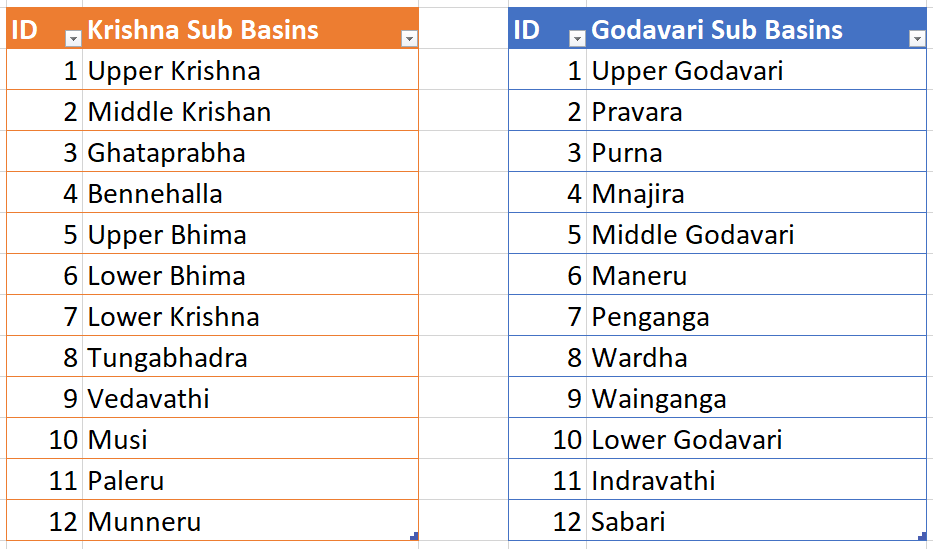 ID Krishna Sub Basins ID Godavari Sub Basins
1 Upper Krishna 1 Upper Godavari
2 Middle Krishan 2 Pravara
3 Ghataprabha 3 Purna
4 Bennehalla 4 Mnajira
5 Upper Bhima 5 Middle Godavari
6 Lower Bhima 6 Maneru
7 Lower Krishna 7 Penganga
8 Tungabhadra 8 Wardha
9 Vedavathi 9 Wainganga
10 Musi 10 Lower Godavari
11 Paleru 11 Indravathi
12 Munneru 12 Sabari